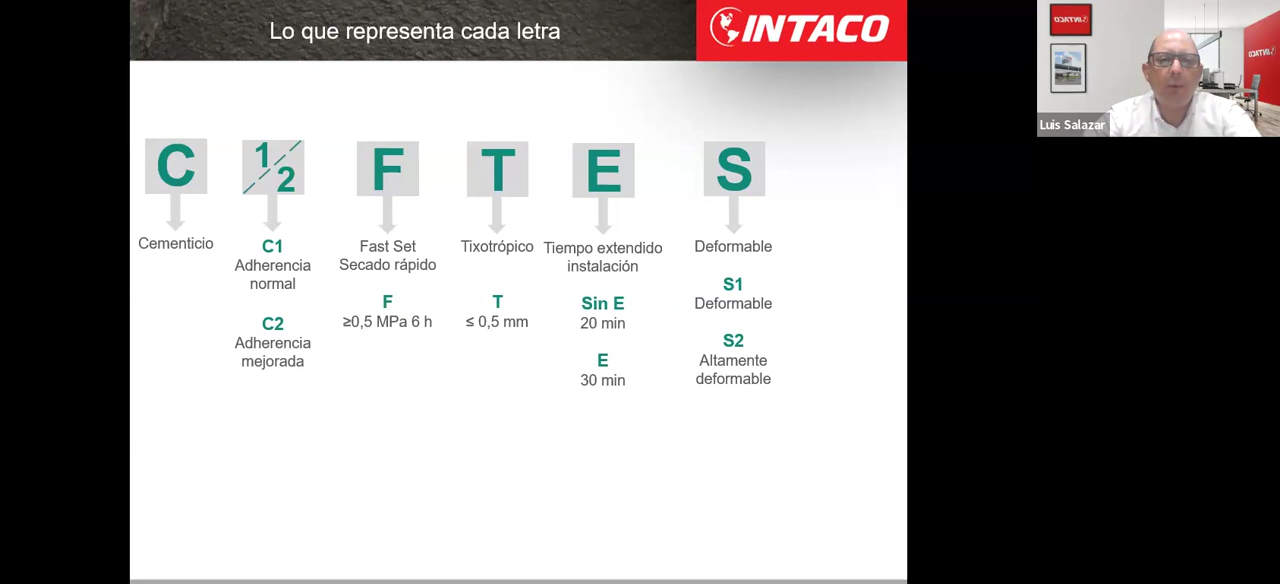 Lo que representa cada letra
INTACO
C
1/2
F
T
E
S
Cementicio
C1
Adherencia
normal
C2
Adherencia
mejorada
Fast Set
Secado rápido
F
≥0,5 MPa 6 h
Tixotrópico
T
≤ 0,5 mm
Tiempo extendido
instalación
Sin E
20 min
E
30 min
Deformable
S1
Deformable
S2
Altamente
deformable
INTACO
INTACO
Luis Salazar